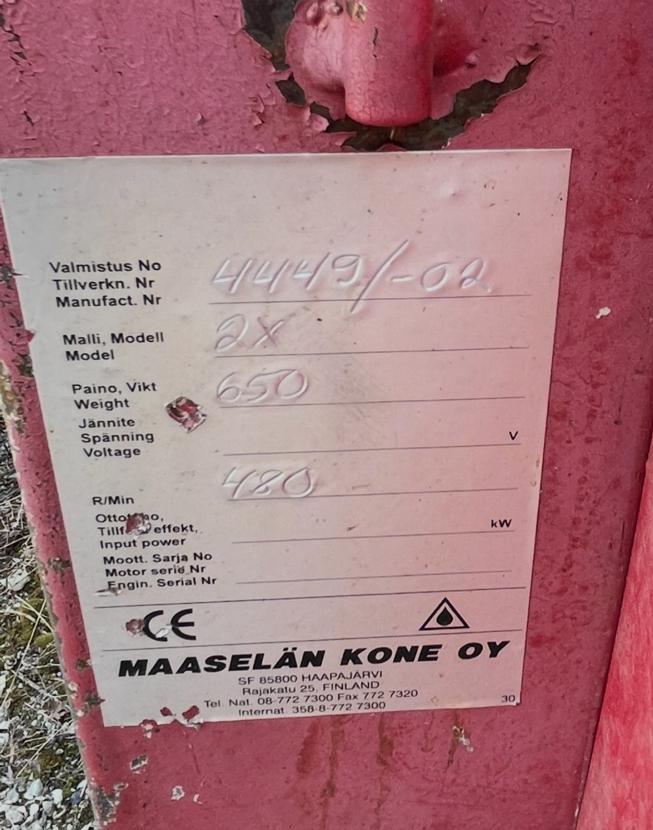 Valmistus No
Tillverkn. Nr 4449/-02
Manufact. Nr
Malli, Modell 2X
Model
Paino, Vikt 650
Weight
Jännite
Spänning V
Voltage
R/Min 480
Tillf effekt, kW
Input power
Moott. Sarja No
Motor serie Nr
Engin. Serial Nr
CE
MAASELÄN KONE OY
SF 85800 HAAPAJÄRVI
Rajakatu 25, FINLAND
Tel. Nat. 08-772 7300 Fax 772 7320
Internat. 358-8-772 7300 30